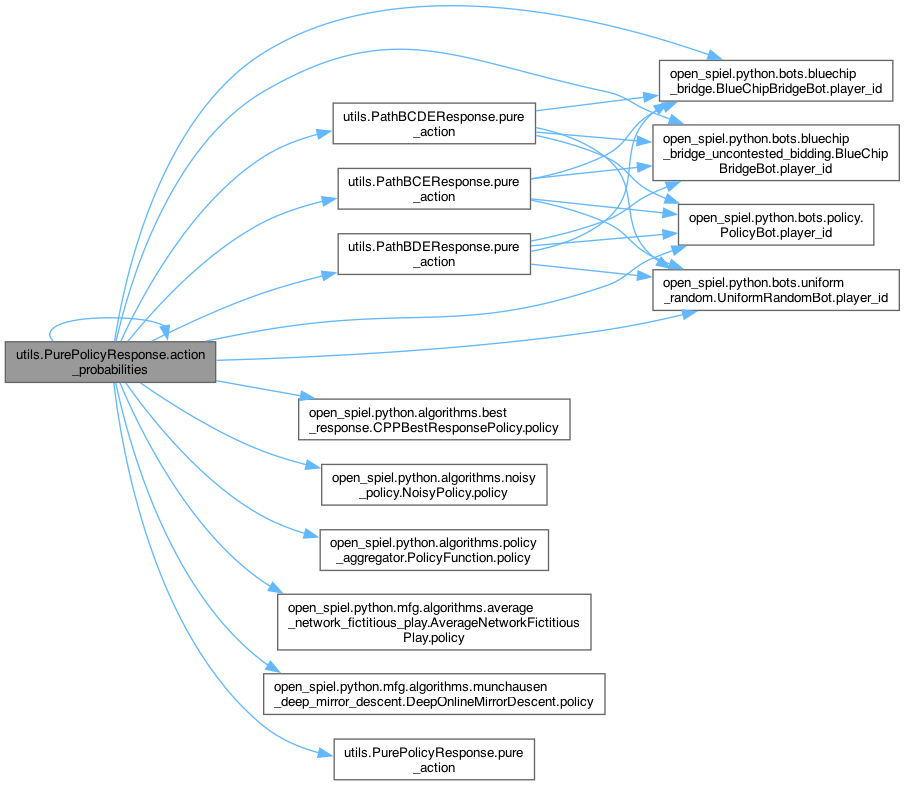 open_spiel.python.bots.bluechip
_bridge.BlueChipBridgeBot.player_id
utils.PathBCDEResponse.pure
_action
open_spiel.python.bots.bluechip
_bridge_uncontested_bidding.BlueChip
BridgeBot.player_id
utils.PathBCEResponse.pure
_action
open_spiel.python.bots.policy.
PolicyBot.player_id
utils.PathBDEResponse.pure
_action
open_spiel.python.bots.uniform
_random.UniformRandomBot.player_id
utils.PurePolicyResponse.action
_probabilities
open_spiel.python.algorithms.best
_response.CPPBestResponsePolicy.policy
open_spiel.python.algorithms.noisy
_policy.NoisyPolicy.policy
open_spiel.python.algorithms.policy
_aggregator.PolicyFunction.policy
open_spiel.python.mfg.algorithms.average
_network_fictitious_play.AverageNetworkFictitious
Play.policy
open_spiel.python.mfg.algorithms.munchausen
_deep_mirror_descent.DeepOnlineMirrorDescent.policy
utils.PurePolicyResponse.pure
_action